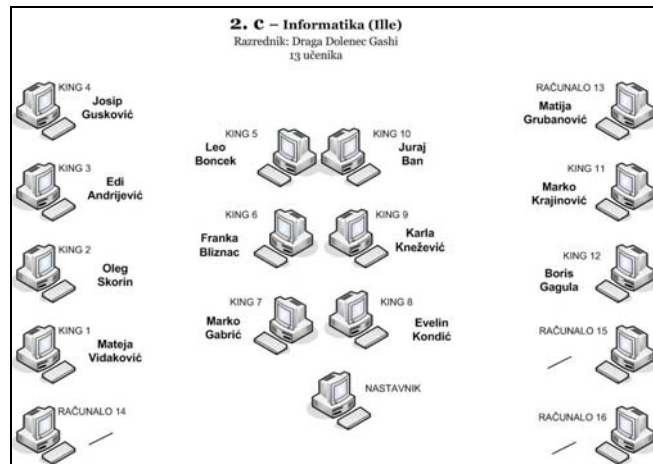 2. c – Informatika (Ille)
Razrednik: Draga Dolenec Gashi
13 učenika
KING 4
Josip
Gusković
KING 3
Edi
Andrijević
KING 2
Oleg
Skorin
KING 1
Mateja
Vidaković
RAČUNALO 14
KING 5
Leo
Boncek
KING 10
Juraj
Ban
KING 6
Franka
Bliznac
KING 9
Karla
Knežević
KING 7
Marko
Gabrić
KING 8
Evelin
Kondić
NASTAVNIK
RAČUNALO 13
Matija
Grubanović
KING 11
Marko
Krajinović
KING 12
Boris
Gagula
RAČUNALO 15
RAČUNALO 16